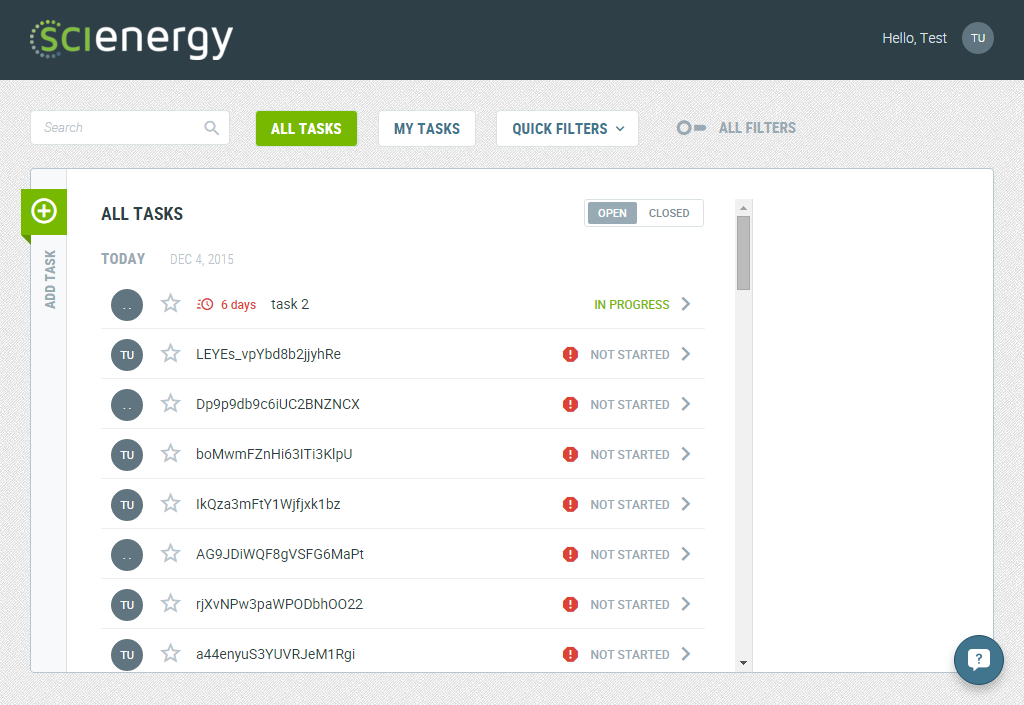 scienergy
Hello, Test TU
Search ALL TASKS MY TASKS QUICK FILTERS ALL FILTERS
ADD TASK
ALL TASKS OPEN CLOSED
TODAY DEC 4, 2015
.. 6 days task 2 IN PROGRESS
TU LEYEs_vpYbd8b2jjyhRe NOT STARTED
.. Dp9p9db9c6iUC2BNZNCX NOT STARTED
TU boMwmFZnHi63ITi3KlpU NOT STARTED
TU IkQza3mFtY1Wjfjxk1bz NOT STARTED
.. AG9JDiWQF8gVSFG6MaPt NOT STARTED
TU rjXvNPw3paWPODbhOO22 NOT STARTED
TU a44enyuS3YUVRJeM1Rgi NOT STARTED